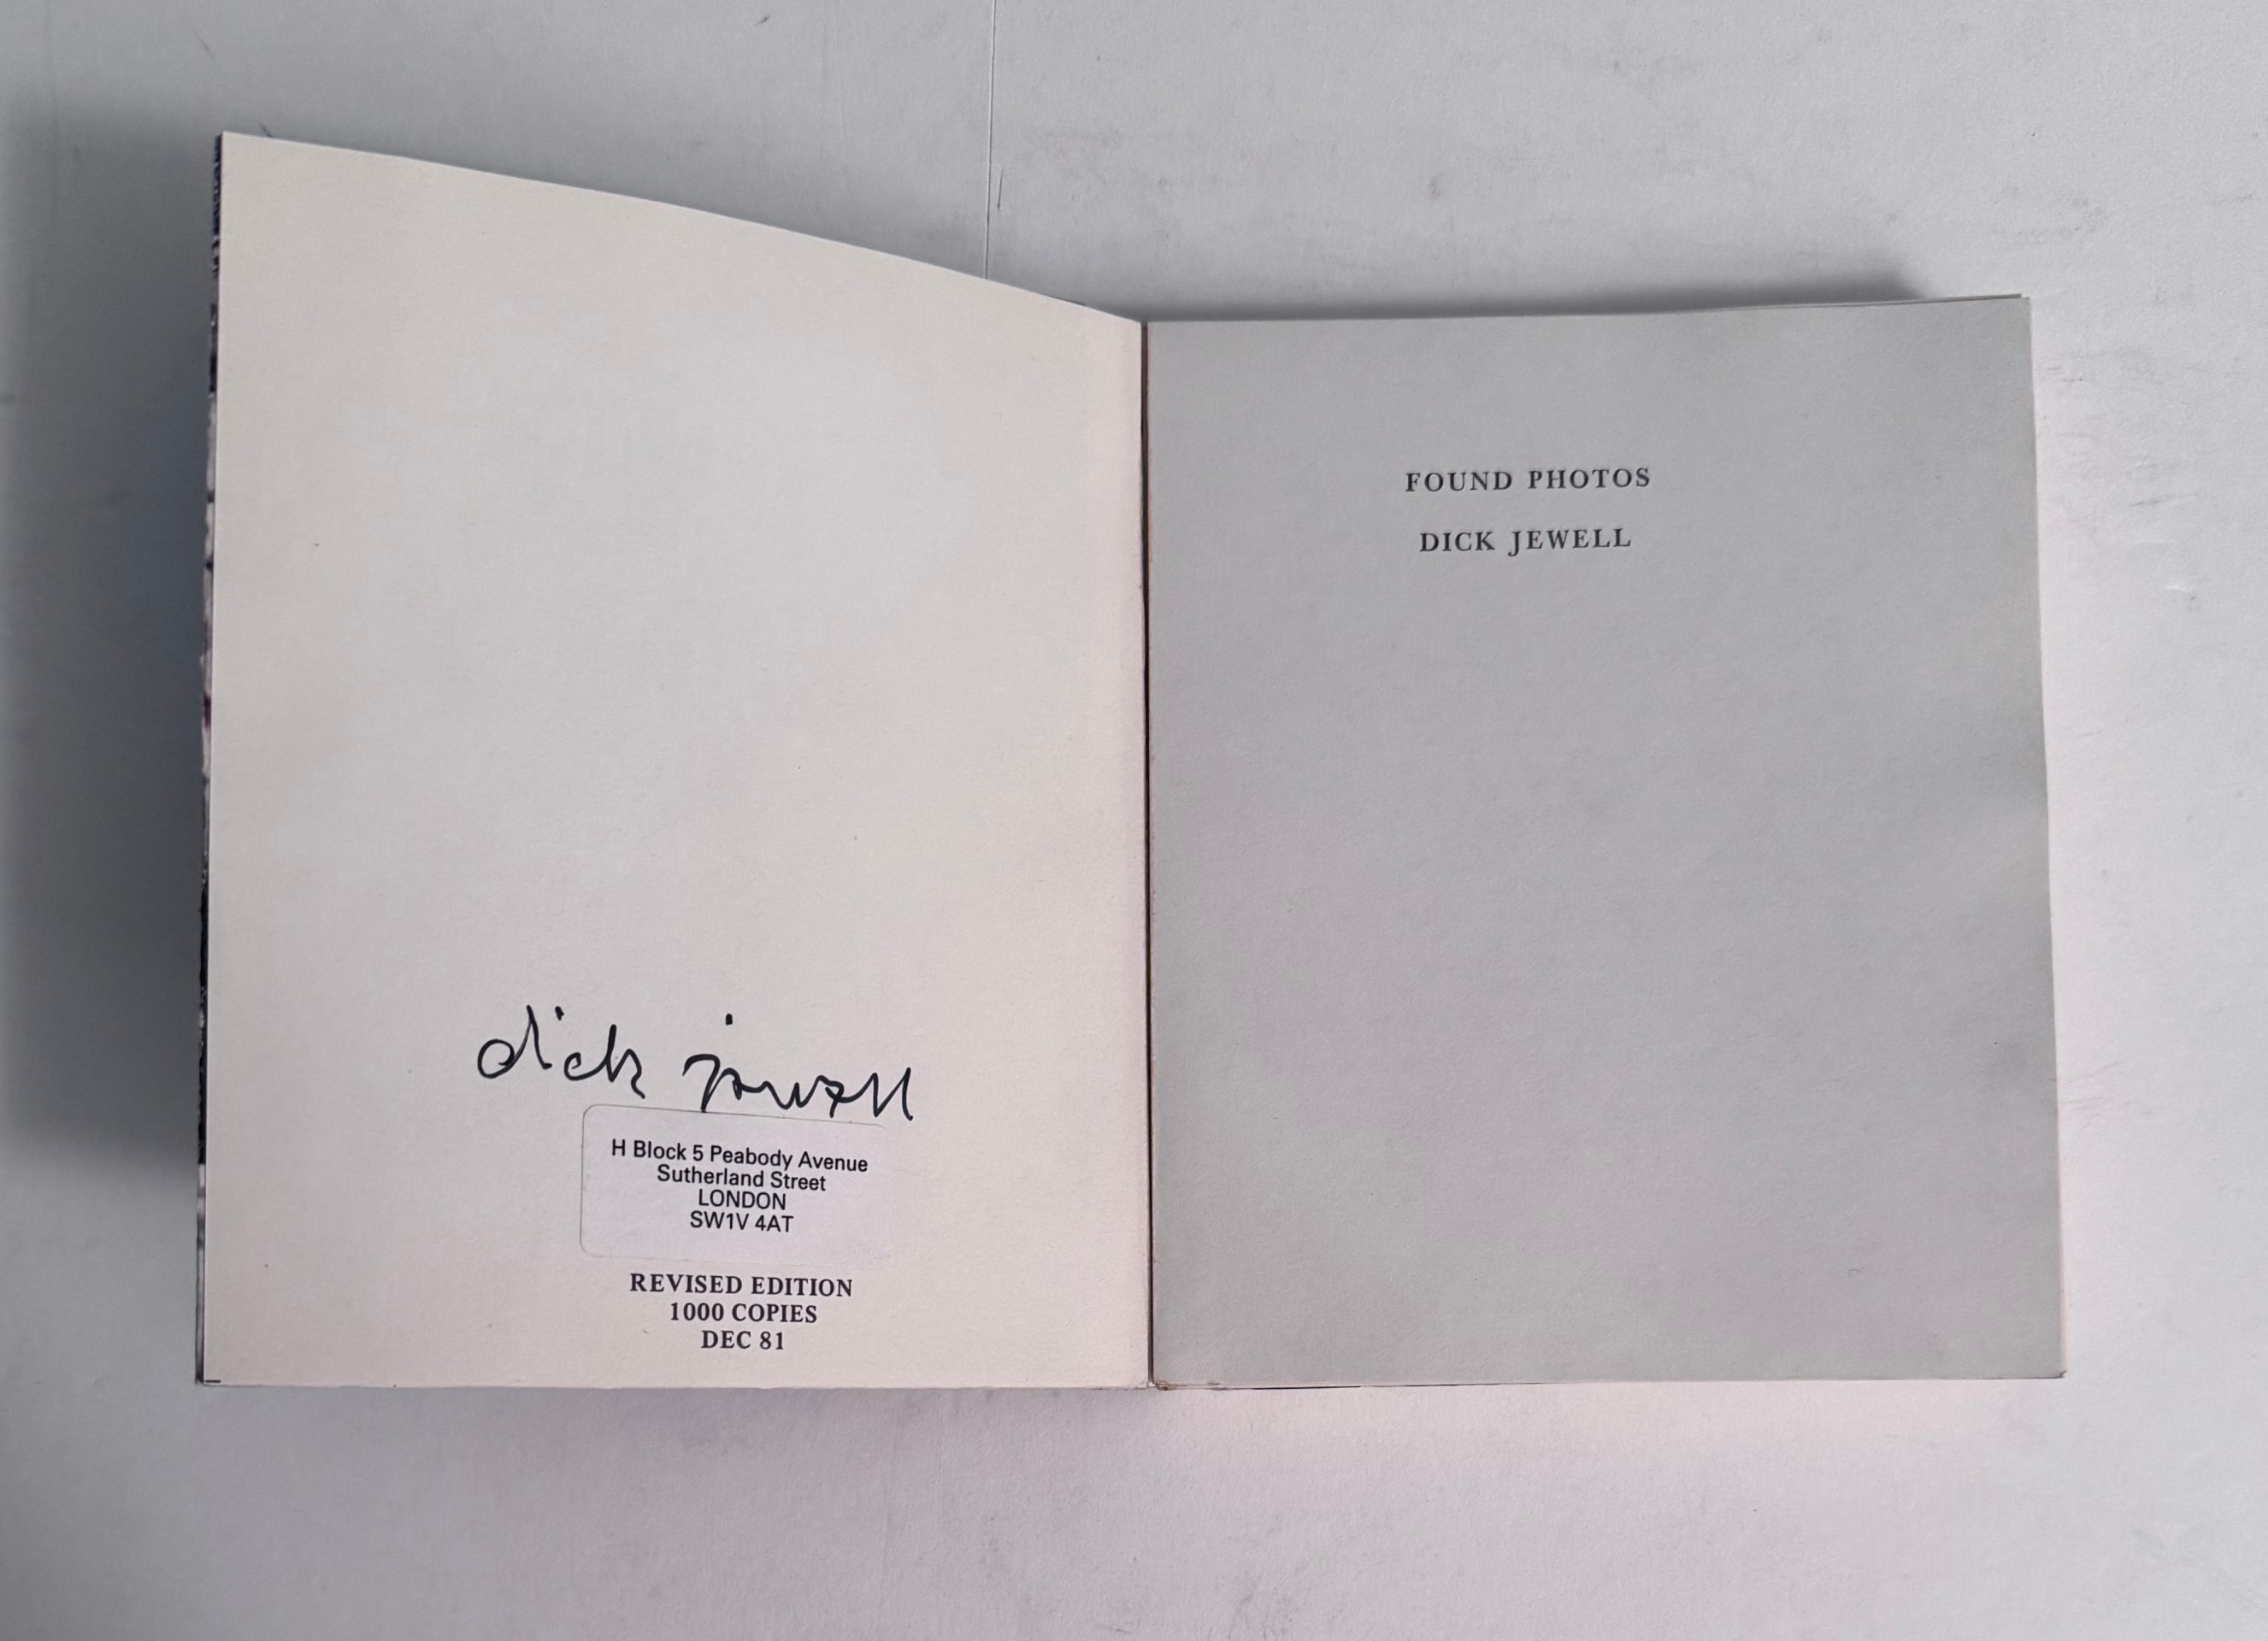 dick jewell
H Block 5 Peabody Avenue
Sutherland Street
LONDON
SW1V 4AT
REVISED EDITION
1000 COPIES
DEC 81
FOUND PHOTOS
DICK JEWELL